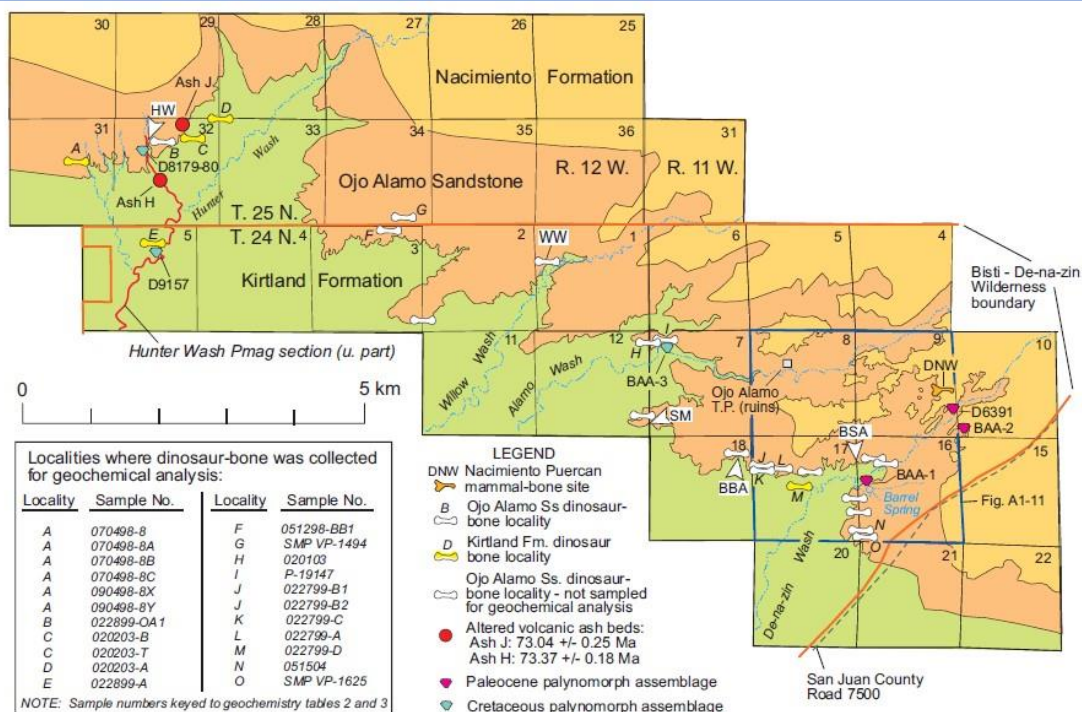 30
29
28
27
26
25
Ash J
Nacimiento Formation
HW
D
31
32
33
34
35
36
31
A
B
C
D8179-80
Wash
R. 12 W.
R. 11 W.
Ojo Alamo Sandstone
Ash H
Hunter
T. 25 N.
G
E
5
T. 24 N.
4
F
3
2
WW
1
6
5
4
D9157
Kirtland Formation
Bisti - De-na-zin
Wilderness
boundary
Hunter Wash Pmag section (u. part)
11
Willow Wash
12
Alamo Wash
H
I
BAA-3
7
8
9
10
DNW
Ojo Alamo
T.P. (ruins)
D6391
BAA-2
0
5 km
SM
BSA
18
17
16
15
J
L
K
BBA
M
BAA-1
Barrel
Spring
Fig. A1-11
N
O
20
21
22
De-na-zin Wash
San Juan County
Road 7500
Localities where dinosaur-bone was collected
for geochemical analysis:
Locality Sample No. Locality Sample No.
A 070498-8 F 051298-BB1
A 070498-8A G SMP VP-1494
A 070498-8B H 020103
A 070498-8C I P-19147
A 090498-8X J 022799-B1
A 090498-8Y J 022799-B2
B 022899-OA1 K 022799-C
C 020203-B L 022799-A
C 020203-T M 022799-D
D 020203-A N 051504
E 022899-A O SMP VP-1625
NOTE: Sample numbers keyed to geochemistry tables 2 and 3
LEGEND
DNW Nacimiento Puercan
mammal-bone site
B Ojo Alamo Ss dinosaur-
bone locality
D Kirtland Fm. dinosaur
bone locality
Ojo Alamo Ss. dinosaur-
bone locality - not sampled
for geochemical analysis
Altered volcanic ash beds:
Ash J: 73.04 +/- 0.25 Ma
Ash H: 73.37 +/- 0.18 Ma
Paleocene palynomorph assemblage
Cretaceous palynomorph assemblage